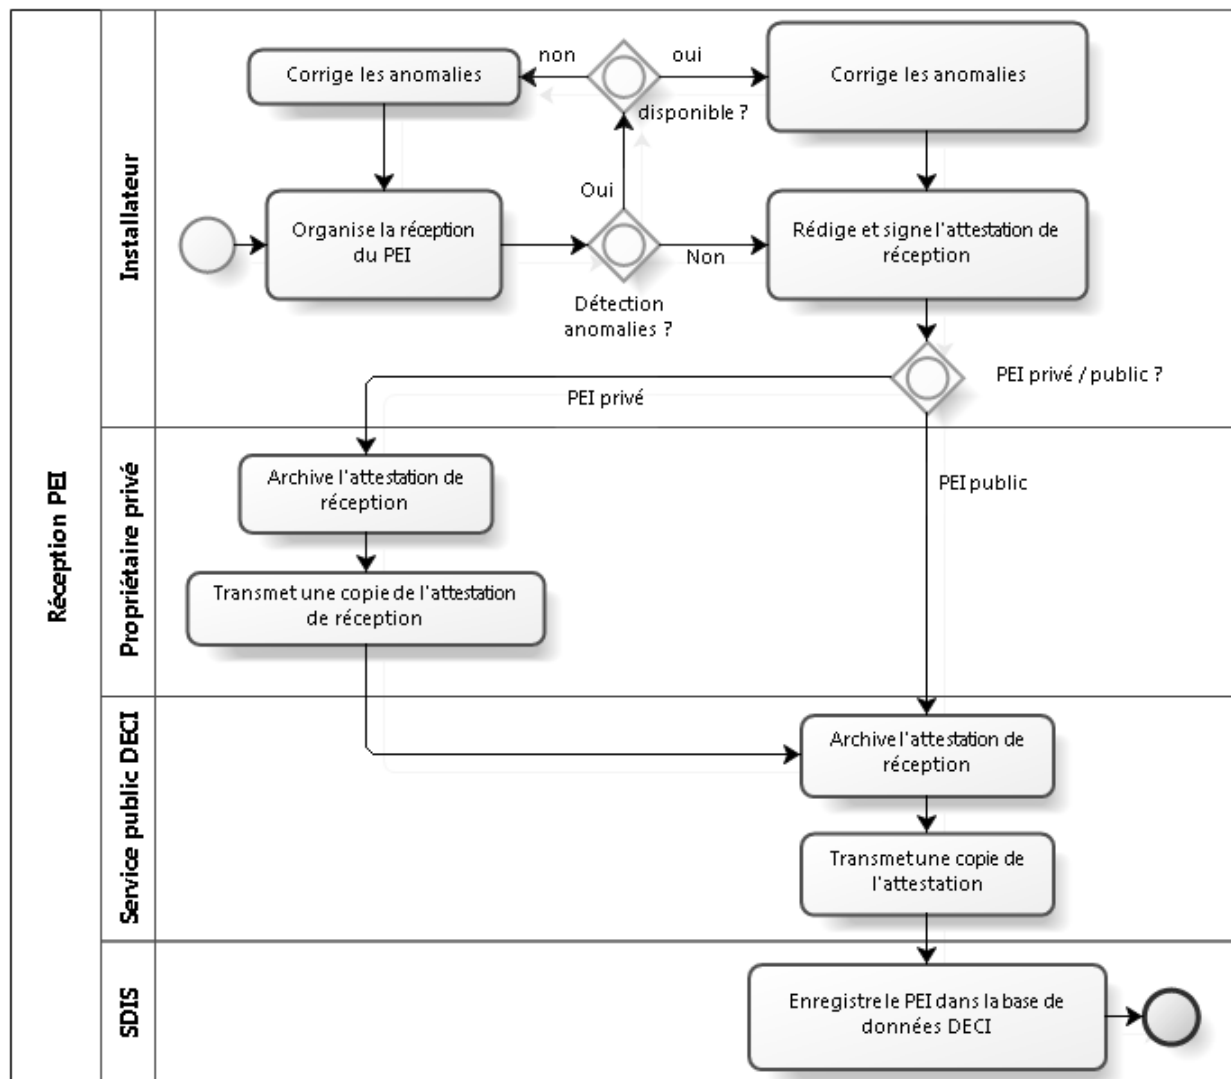 Réception PEI
Installateur
Corrige les anomalies
non
oui
disponible ?
Corrige les anomalies
Oui
Organise la réception
du PEI
Non
Détection
anomalies ?
Rédige et signe l'attestation de
réception
PEI privé / public ?
PEI privé
PEI public
Propriétaire privé
Archive l'attestation de
réception
Transmet une copie de l'attestation
de réception
Service public DECI
Archive l'attestation de
réception
Transmet une copie de
l'attestation
SDIS
Enregistre le PEI dans la base de
données DECI